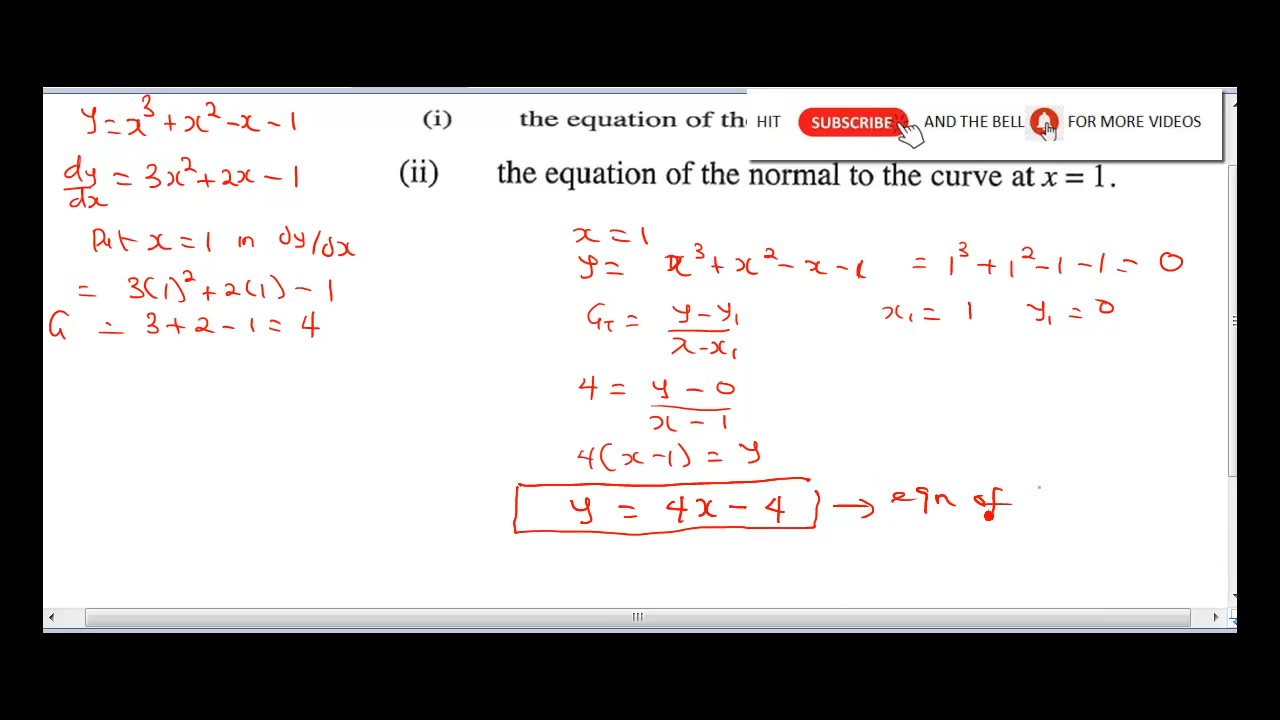 y = x³ + x² - x - 1
(i) the equation of th
HIT SUBSCRIBE AND THE BELL FOR MORE VIDEOS
dy/dx = 3x² + 2x - 1
(ii) the equation of the normal to the curve at x = 1.
Put x = 1 in dy/dx
= 3(1)² + 2(1) - 1
G = 3 + 2 - 1 = 4
x = 1
y = x³ + x² - x - 1 = 1³ + 1² - 1 - 1 = 0
G_T = y - y₁ / x - x₁
x₁ = 1 y₁ = 0
4 = y - 0 / x - 1
4(x - 1) = y
y = 4x - 4 → eqn of